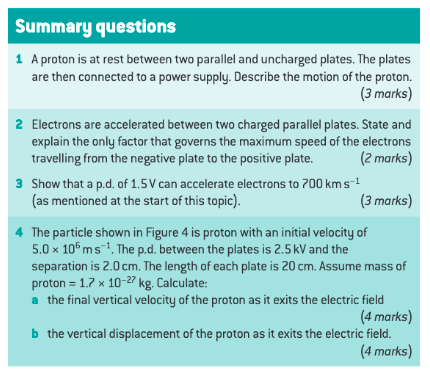 Summary questions
1 A proton is at rest between two parallel and uncharged plates. The plates
are then connected to a power supply. Describe the motion of the proton.
(3 marks)
2 Electrons are accelerated between two charged parallel plates. State and
explain the only factor that governs the maximum speed of the electrons
travelling from the negative plate to the positive plate. (2 marks)
3 Show that a p.d. of 1.5 V can accelerate electrons to 700 km s⁻¹
(as mentioned at the start of this topic). (3 marks)
4 The particle shown in Figure 4 is proton with an initial velocity of
5.0 × 10⁶ m s⁻¹. The p.d. between the plates is 2.5 kV and the
separation is 2.0 cm. The length of each plate is 20 cm. Assume mass of
proton = 1.7 × 10⁻²⁷ kg. Calculate:
a the final vertical velocity of the proton as it exits the electric field
(4 marks)
b the vertical displacement of the proton as it exits the electric field.
(4 marks)